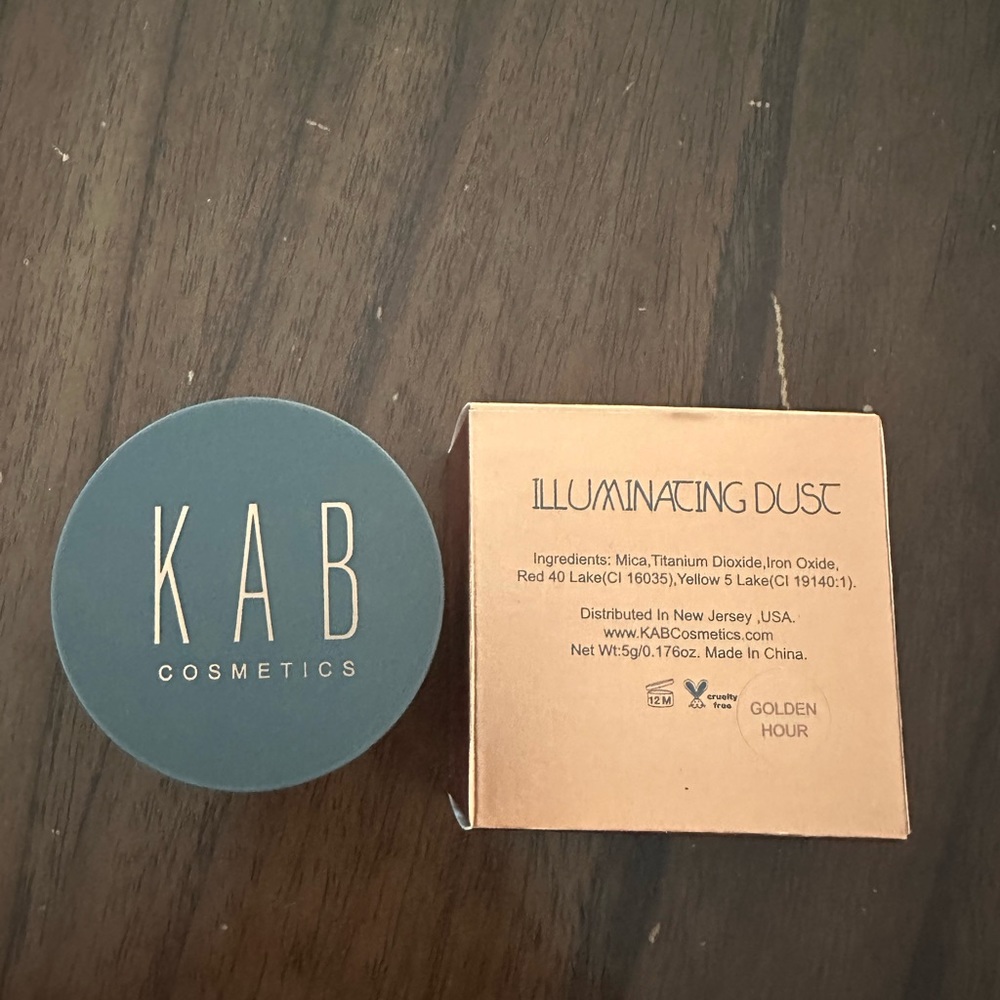 KAB
COSMETICS
ILLUMINATING DUST
Ingredients: Mica,Titanium Dioxide,Iron Oxide,
Red 40 Lake(CI 16035),Yellow 5 Lake(CI 19140:1).
Distributed In New Jersey ,USA.
www.KABCosmetics.com
Net Wt:5g/0.176oz. Made In China.
12M
cruelty
free
GOLDEN
HOUR